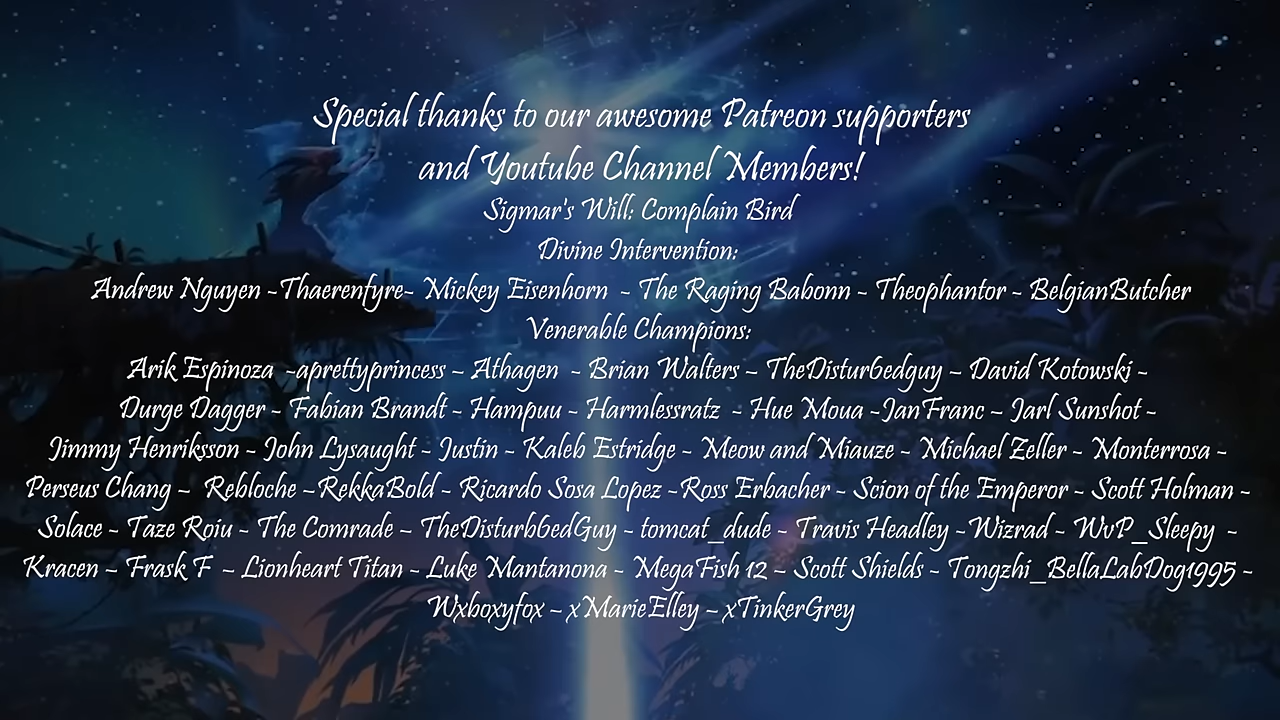 Special thanks to our awesome Patreon supporters
and Youtube Channel Members!
Sigmar's Will: Complain Bird
Divine Intervention:
Andrew Nguyen -Thaerenfyre- Mickey Eisenhorn - The Raging Babonn - Theophantor - BelgianButcher
Venerable Champions:
Arik Espinoza -aprettyprincess - Athagen - Brian Walters - TheDistur6edguy - David Kotowski -
Durge Dagger - Fabian Brandt - Hampuu - Harmlessratz - Hue Moua -JanFranc - Jarl Sunshot -
Jimmy Henriksson - John Lysaught - Justin - Kaleb Estridge - Meow and Miauze - Michael Zeller - Monterrosa -
Perseus Chang - Rebloche -RekkaBold - Ricardo Sosa Lopez -Ross Erbacher - Scion of the Emperor - Scott Holman -
Solace - Taze Roiu - The Comrade - TheDisturb6edGuy - tomcat_dude - Travis Headley -Wizrad - WvP_Sleepy -
Kracen - Frask F - Lionheart Titan - Luke Mantanona - MegaFish 12 - Scott Shields - Tongzhi_BellaLabDog1995 -
Wxboxyfox - xMarieElley - xTinkerGrey